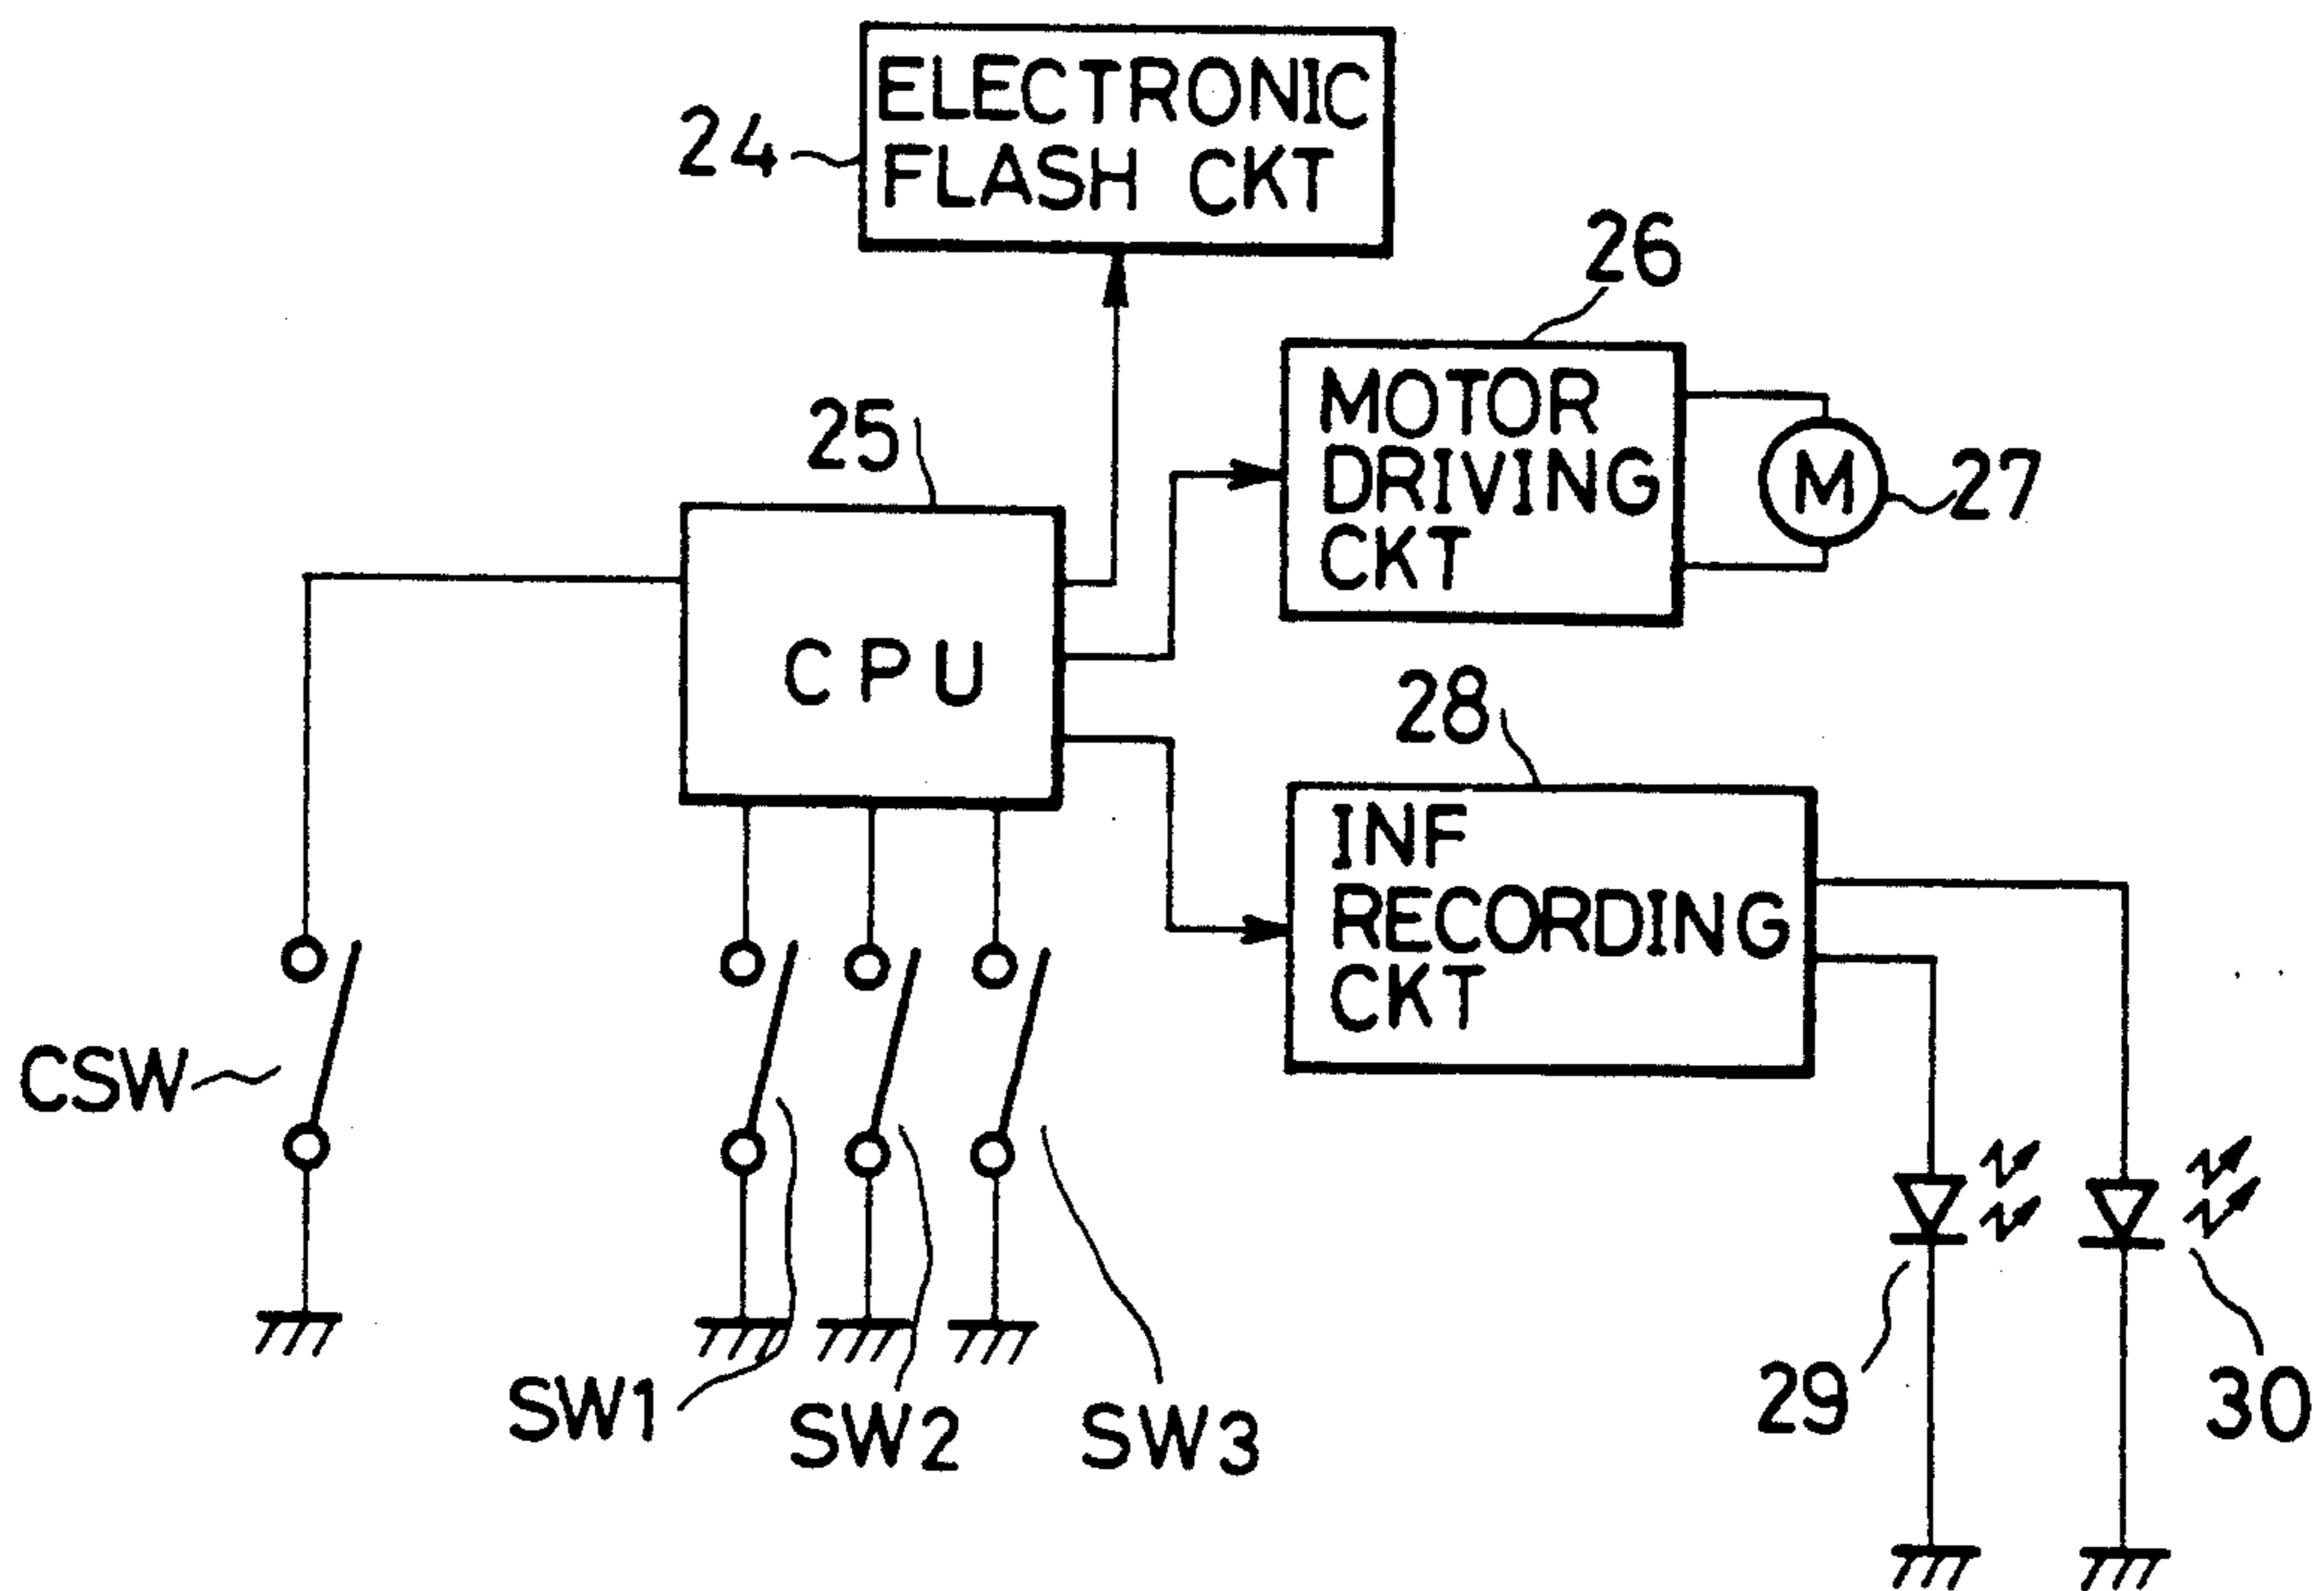 ELECTRONIC
FLASH CKT
24
26
MOTOR
DRIVING
CKT
M
27
25
CPU
28
INF
RECORDING
CKT
CSW
SW1
SW2
SW3
29
30